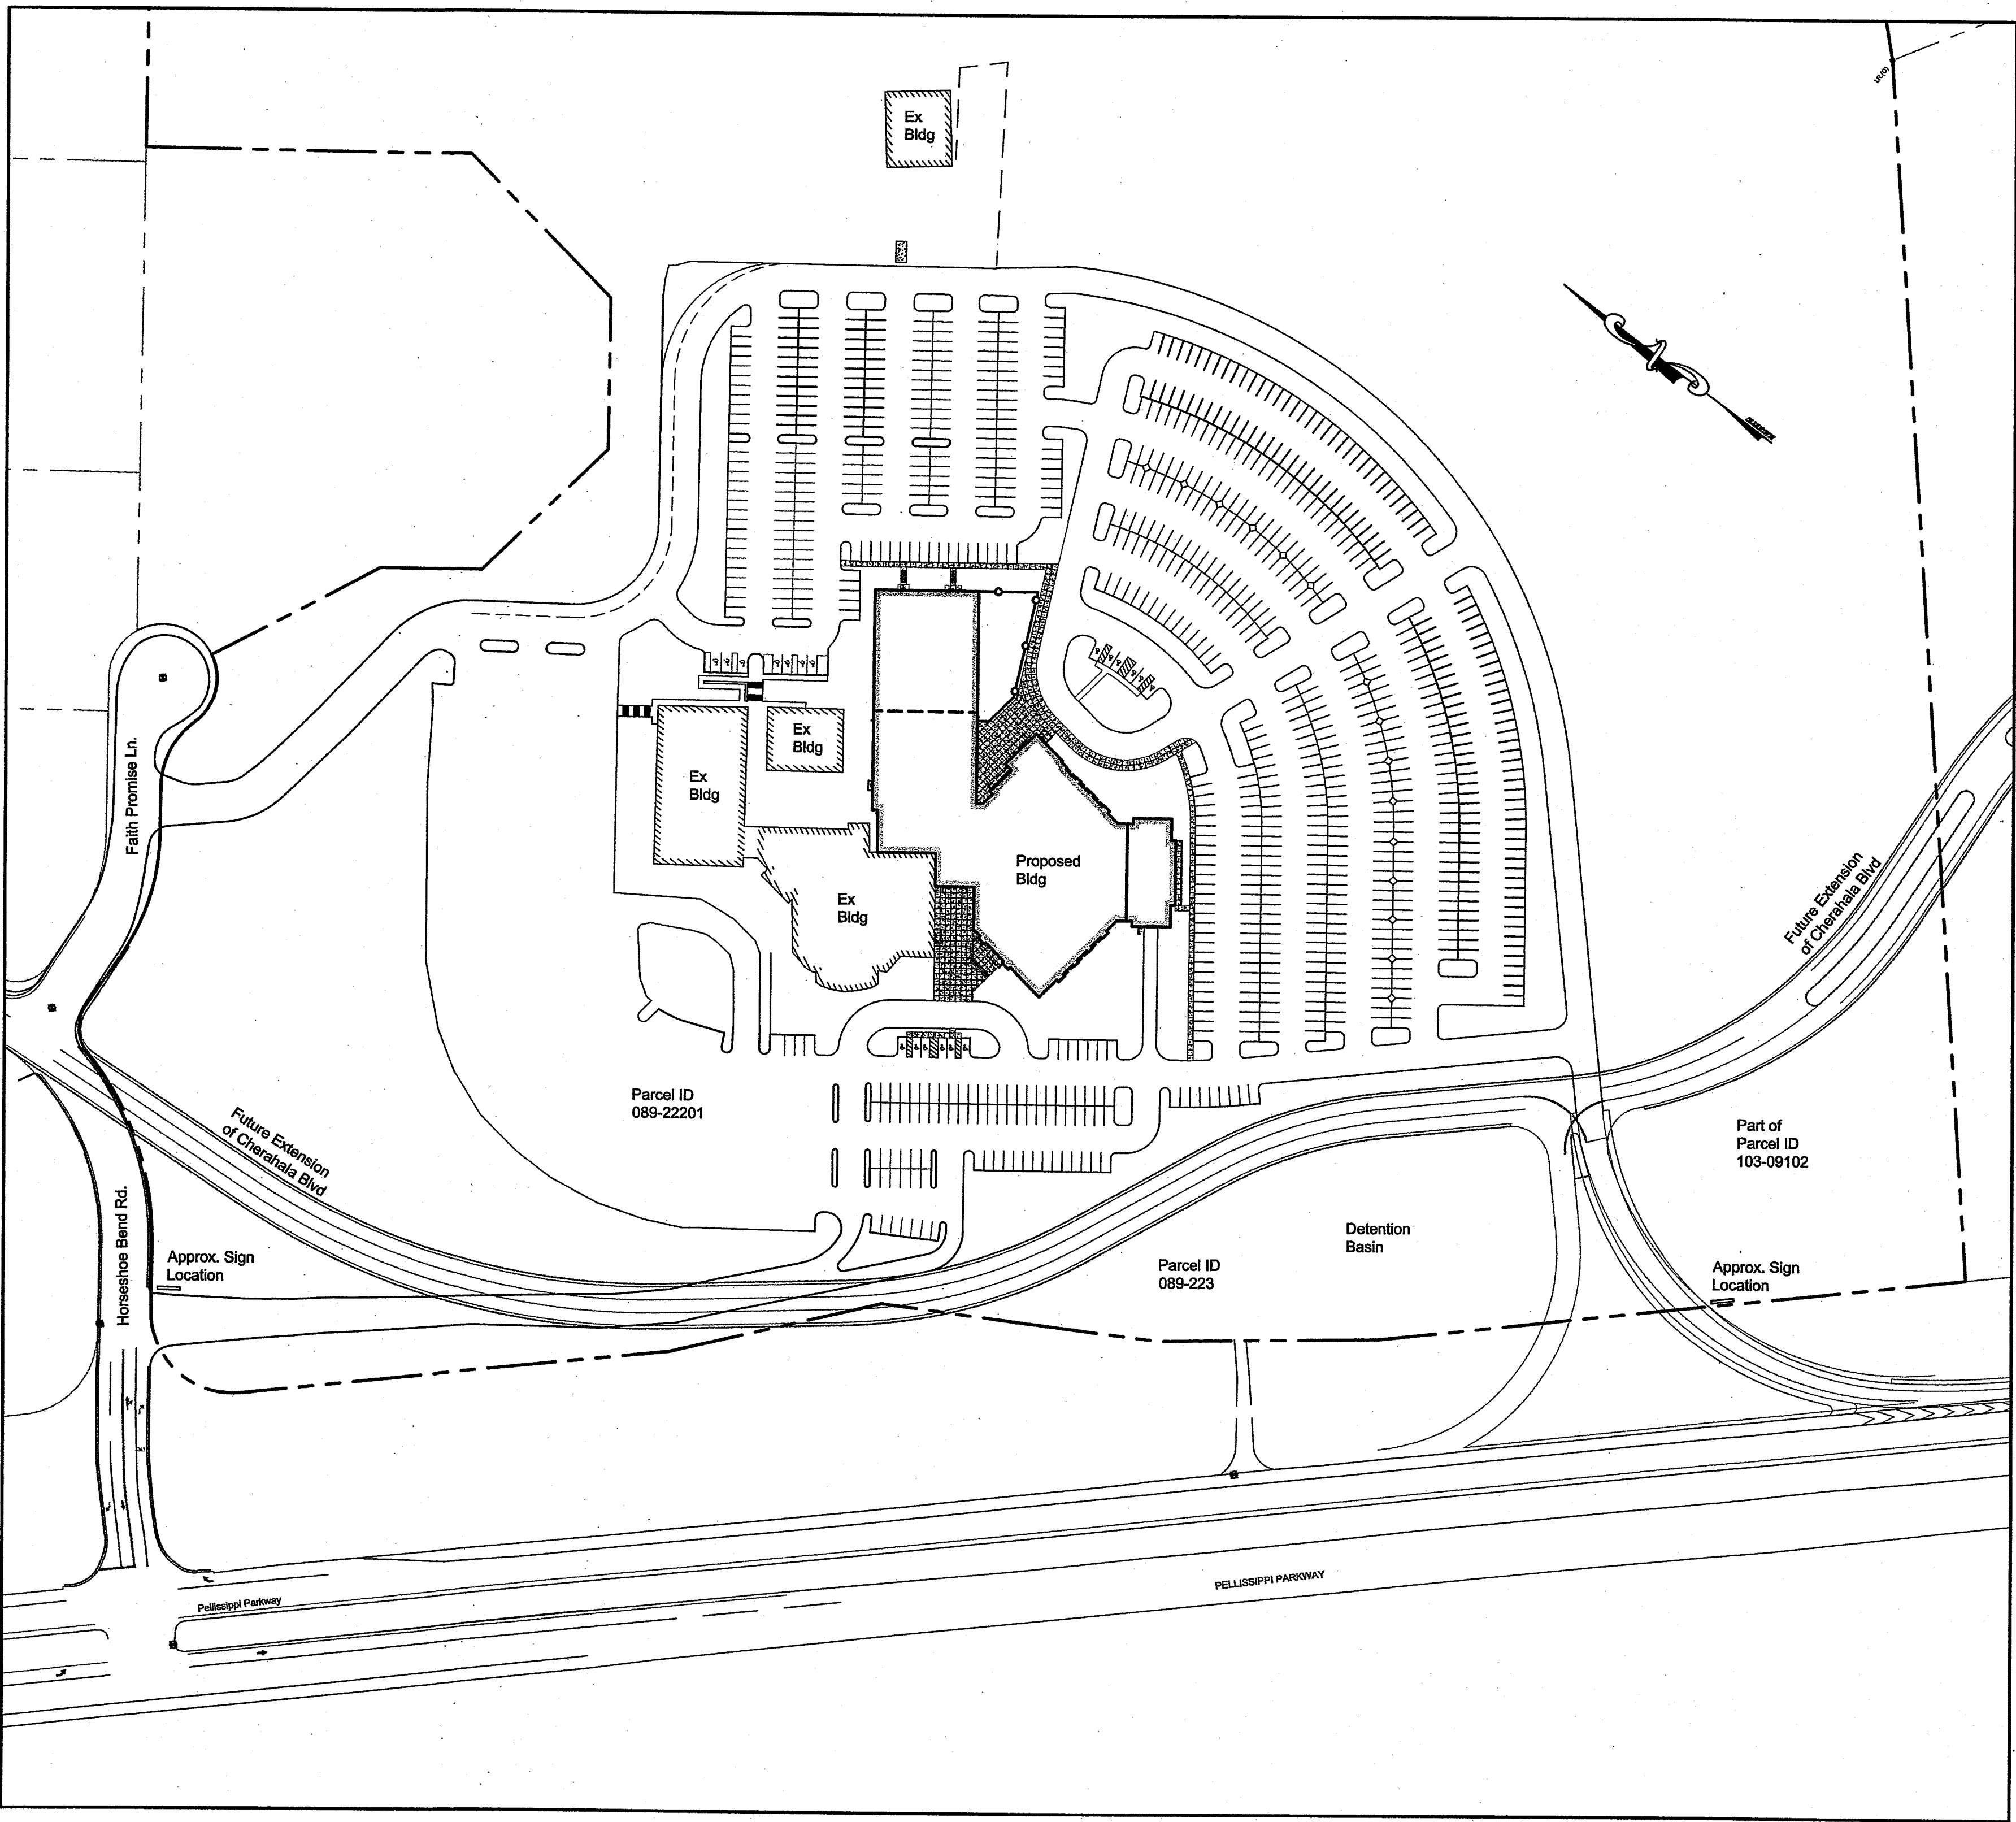 Ex
Bldg
I.R.(O)
Ex
Bldg
Ex
Bldg
Faith Promise Ln.
Proposed
Bldg
Ex
Bldg
Future Extension
of Cherahala Blvd
Parcel ID
089-22201
Future Extension
of Cherahala Blvd
Part of
Parcel ID
103-09102
Horseshoe Bend Rd.
Detention
Basin
Approx. Sign
Location
Parcel ID
089-223
Approx. Sign
Location
PELLISSIPPI PARKWAY
Pellissippi Parkway